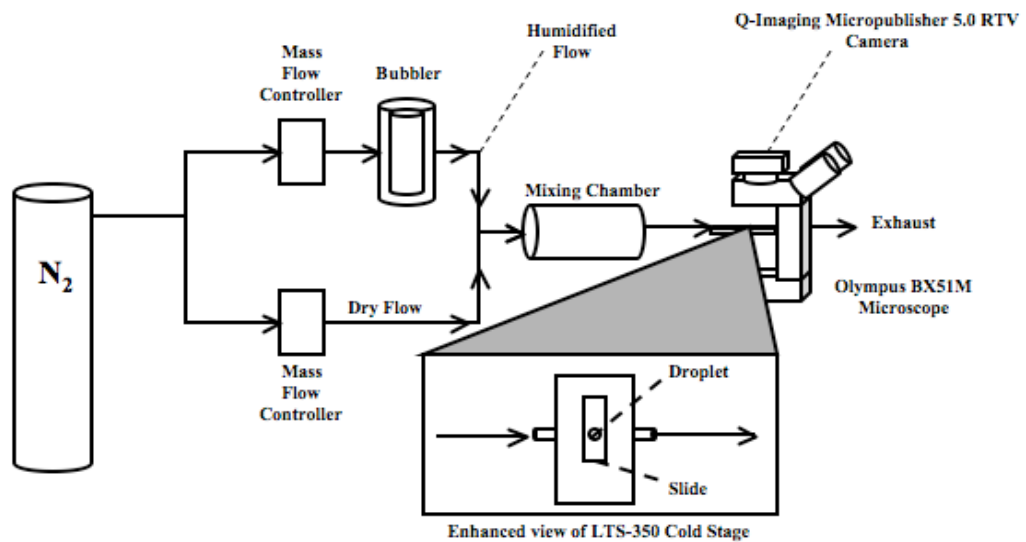 Q-Imaging Micropublisher 5.0 RTV
Camera
Humidified
Flow
Mass
Flow
Controller
Bubbler
Mixing Chamber
Exhaust
N2
Dry Flow
Olympus BX51M
Microscope
Mass
Flow
Controller
Droplet
Slide
Enhanced view of LTS-350 Cold Stage